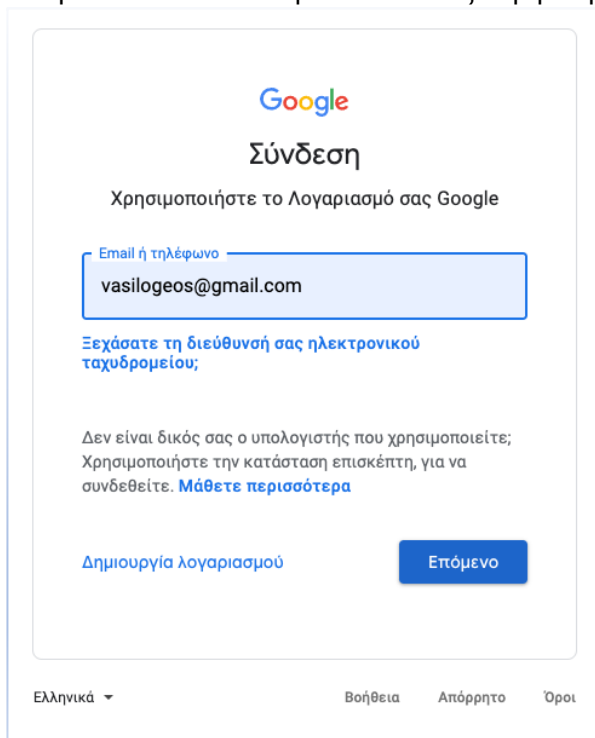 Google
Σύνδεση
Χρησιμοποιήστε το Λογαριασμό σας Google
Email ή τηλέφωνο
vasilogeos@gmail.com
Ξεχάσατε τη διεύθυνσή σας ηλεκτρονικού
ταχυδρομείου;
Δεν είναι δικός σας ο υπολογιστής που χρησιμοποιείτε;
Χρησιμοποιήστε την κατάσταση επισκέπτη, για να
συνδεθείτε. Μάθετε περισσότερα
Δημιουργία λογαριασμού
Επόμενο
Ελληνικά
Βοήθεια Απόρρητο Όροι